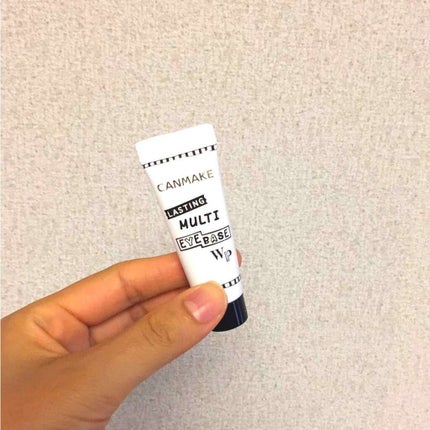 CANMAKE
LASTING
MULTI
EYE BASE
WP